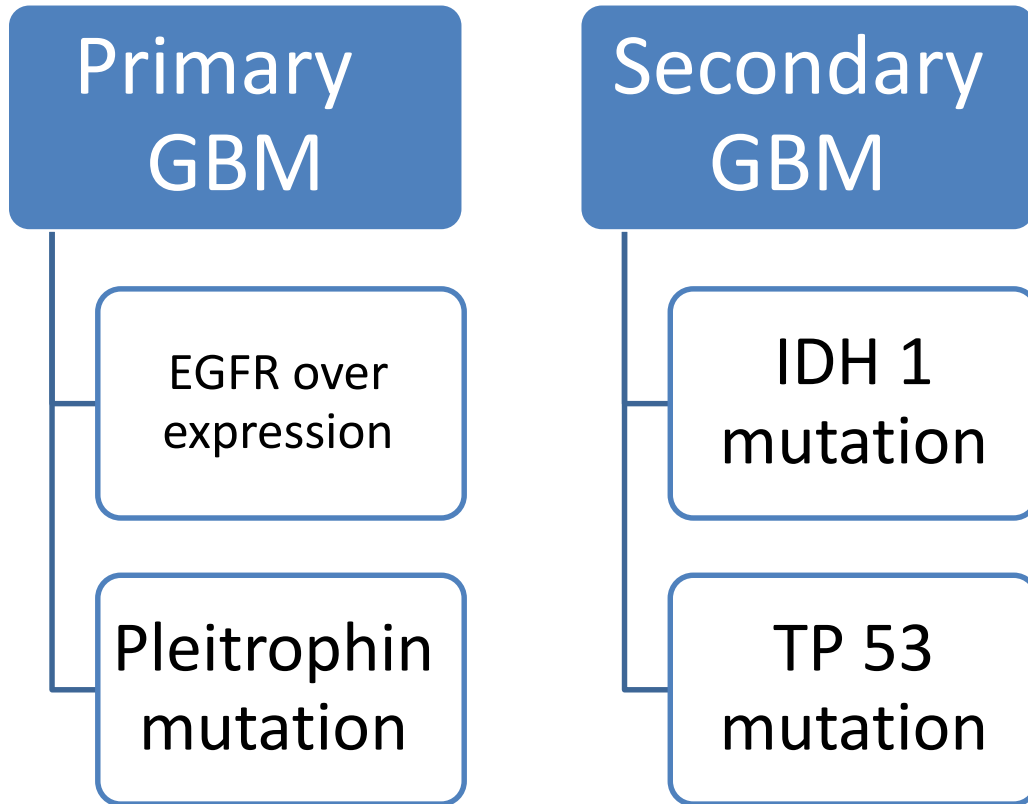 Primary
GBM
EGFR over
expression
Pleitrophin
mutation
Secondary
GBM
IDH 1
mutation
TP 53
mutation